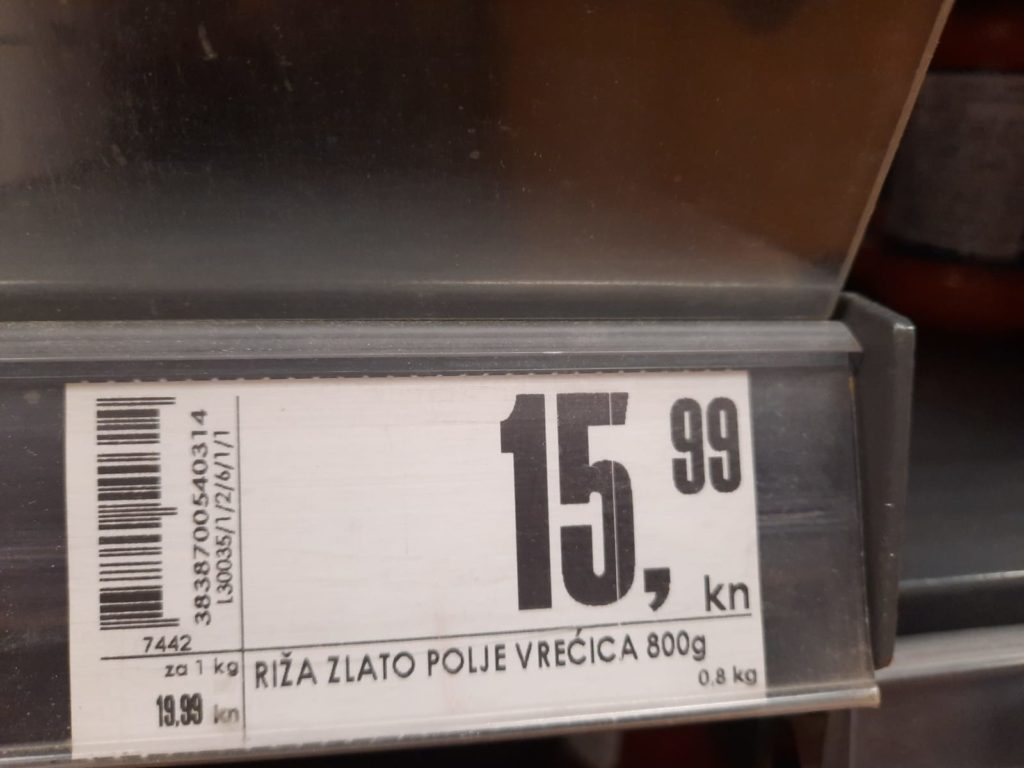 3838700540314
L30035/1/2/6/1/1
7442
za 1 kg
19,99 kn
15,99
kn
RIŽA ZLATO POLJE VREĆICA 800g
0,8 kg